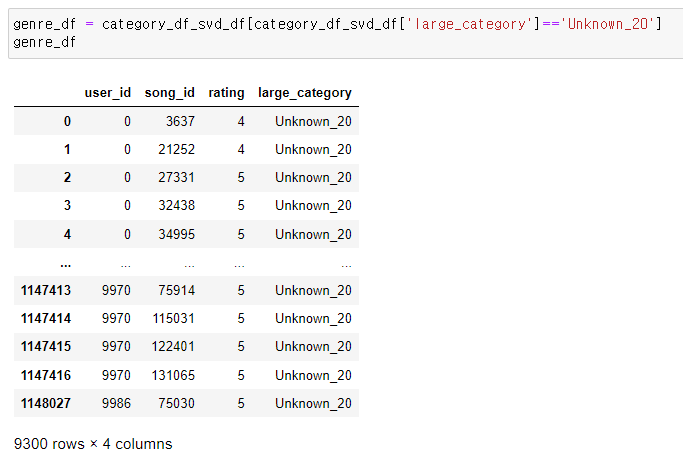 genre_df = category_df_svd_df[category_df_svd_df['large_category']=='Unknown_20']
genre_df
user_id song_id rating large_category
0 0 3637 4 Unknown_20
1 0 21252 4 Unknown_20
2 0 27331 5 Unknown_20
3 0 32438 5 Unknown_20
4 0 34995 5 Unknown_20
... ... ... ... ...
1147413 9970 75914 5 Unknown_20
1147414 9970 115031 5 Unknown_20
1147415 9970 122401 5 Unknown_20
1147416 9970 131065 5 Unknown_20
1148027 9986 75030 5 Unknown_20
9300 rows × 4 columns